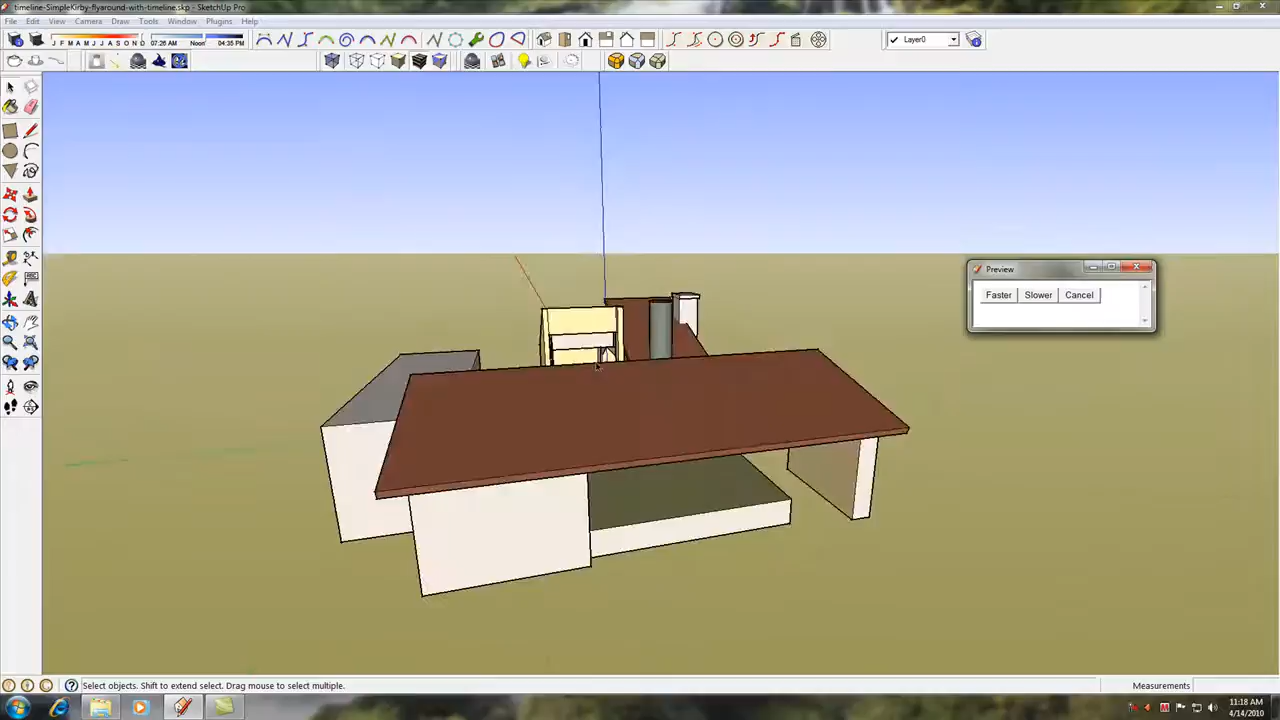 timeline-SimpleKirby-flyaround-with-timeline.skp - SketchUp Pro
File Edit View Camera Draw Tools Window Plugins Help
J F M A M J J A S O N D 07:26 AM Noon 04:35 PM Layer0
Preview
Faster Slower Cancel
Select objects. Shift to extend select. Drag mouse to select multiple. Measurements
11:18 AM
4/14/2010